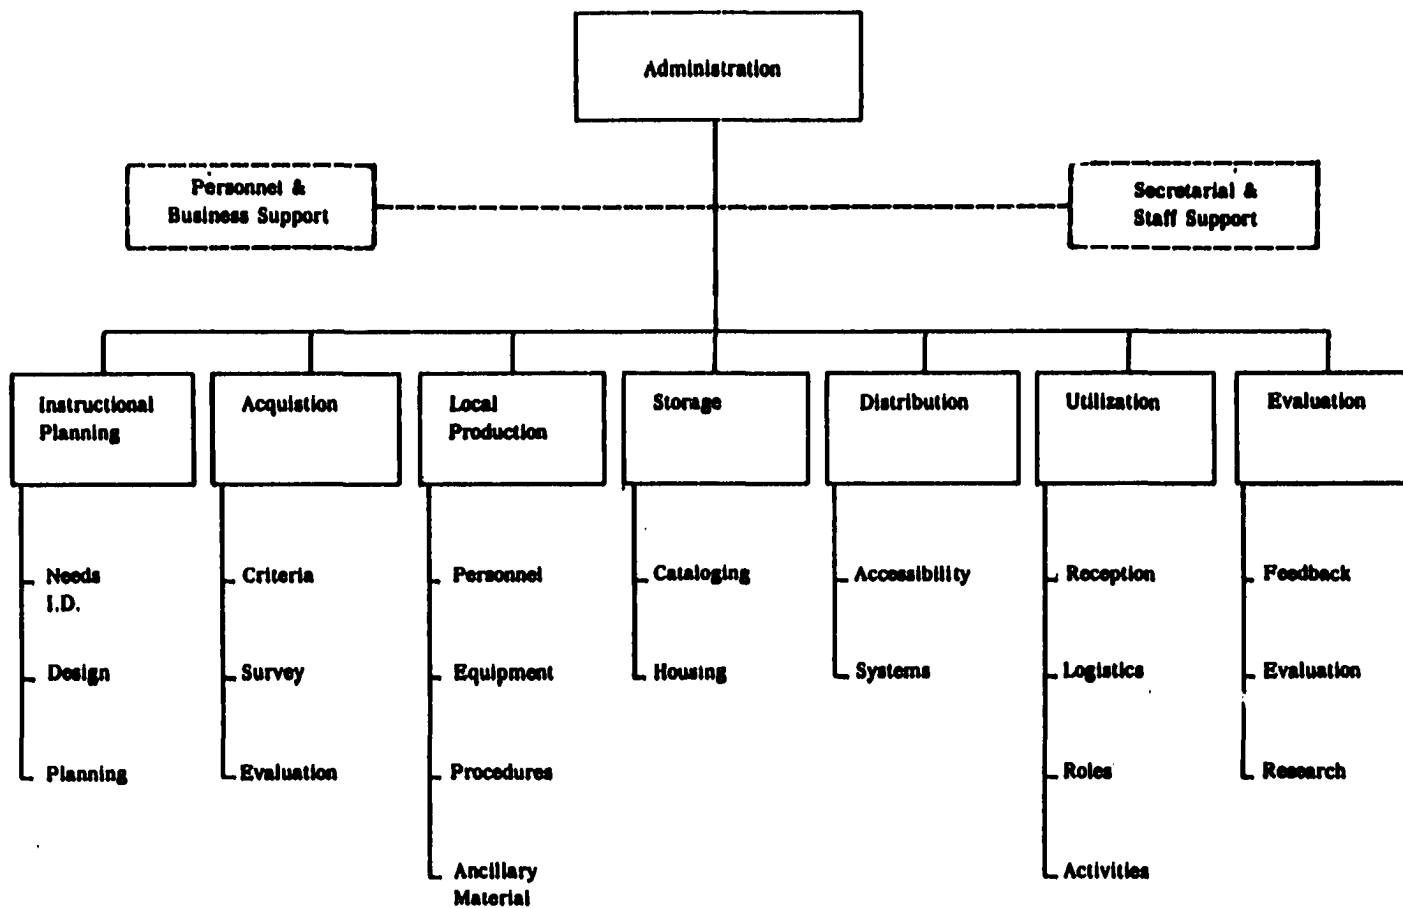 Administration
Personnel &
Business Support
Secretarial &
Staff Support
Instructional
Planning
Acquistion
Local
Production
Storage
Distribution
Utilization
Evaluation
Needs
I.D.
Design
Planning
Criteria
Survey
Evaluation
Personnel
Equipment
Procedures
Ancillary
Material
Cataloging
Housing
Accessibility
Systems
Reception
Logistics
Roles
Activities
Feedback
Evaluation
Research